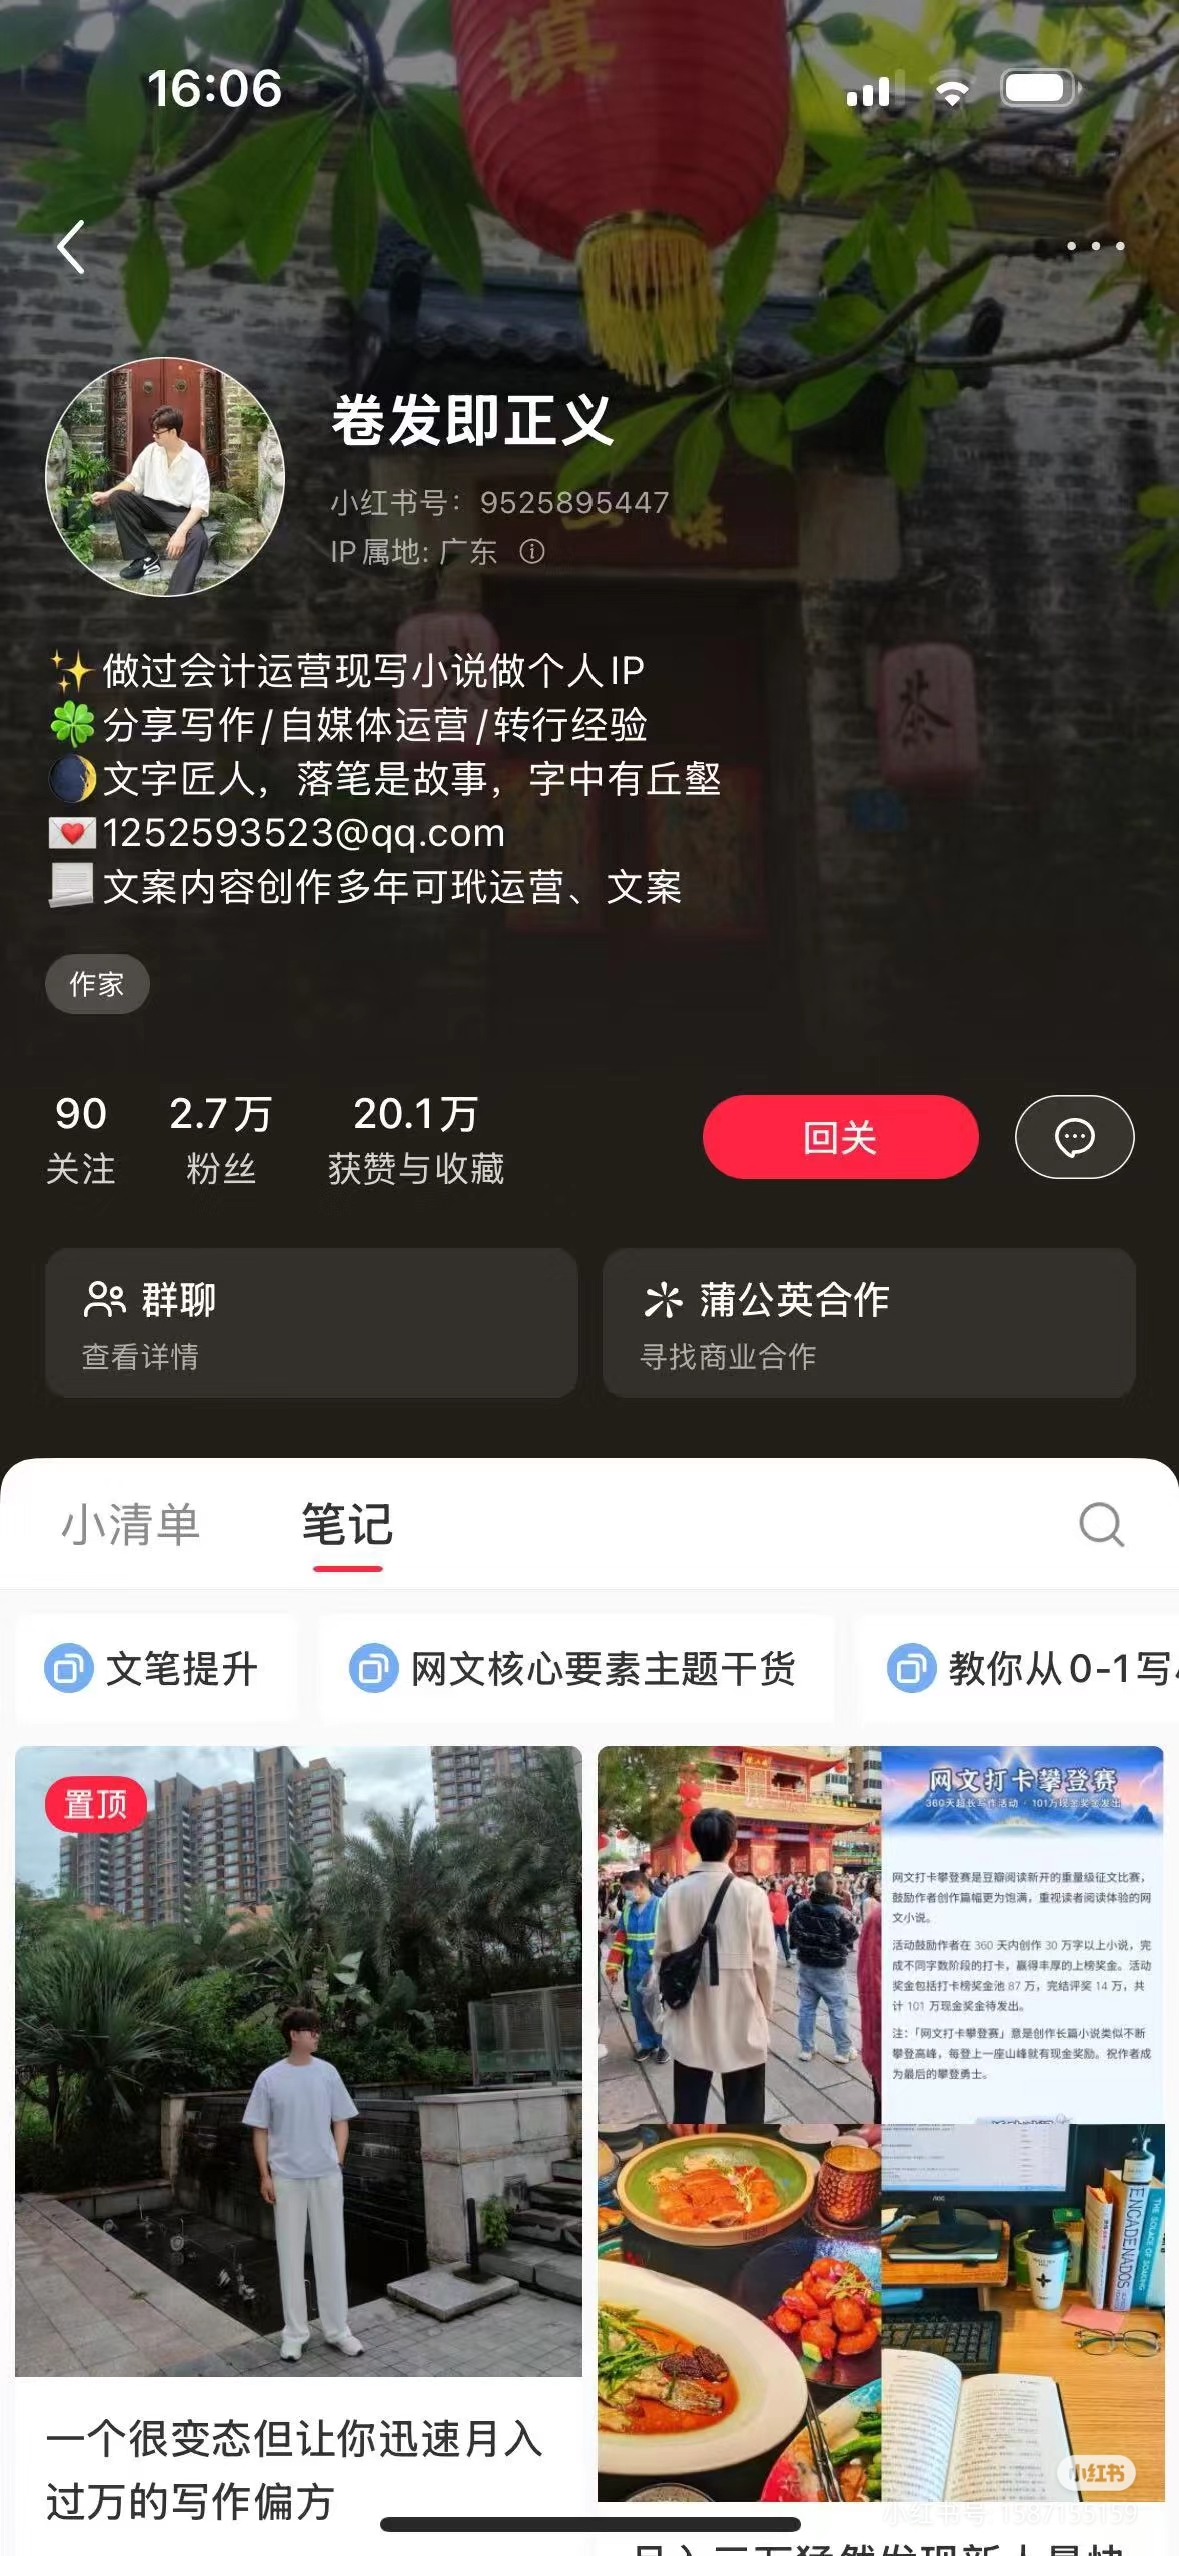 镇
16:06
卷发即正义
小红书号：9525895447
IP属地: 广东
✨做过会计运营现写小说做个人IP
🍀分享写作/自媒体运营/转行经验
🌒文字匠人，落笔是故事，字中有丘壑
💌1252593523@qq.com
📃文案内容创作多年可玳运营、文案
作家
90
关注
2.7万
粉丝
20.1万
获赞与收藏
回关
群聊
查看详情
蒲公英合作
寻找商业合作
小清单
笔记
文笔提升
网文核心要素主题干货
教你从0-1写
置顶
一个很变态但让你迅速月入
过万的写作偏方
网文打卡攀登赛
360天超长写作活动 · 101万现金奖金发出
网文打卡攀登赛是豆瓣阅读新开的重量级征文比赛，
鼓励作者创作篇幅更为饱满，重视读者阅读体验的网
文小说。
活动鼓励作者在 360 天内创作 30 万字以上小说，完
成不同字数阶段的打卡，赢得丰厚的上榜奖金。活动
奖金包括打卡榜奖金池 87 万，完结评奖 14 万，共
计 101 万现金奖金待发出。
注：「网文打卡攀登赛」意是创作长篇小说类似不断
攀登高峰，每登上一座山峰就有现金奖励。祝作者成
为最后的攀登勇士。
AOC
ENCADENADOS
小红书
小红书号: 1587155159